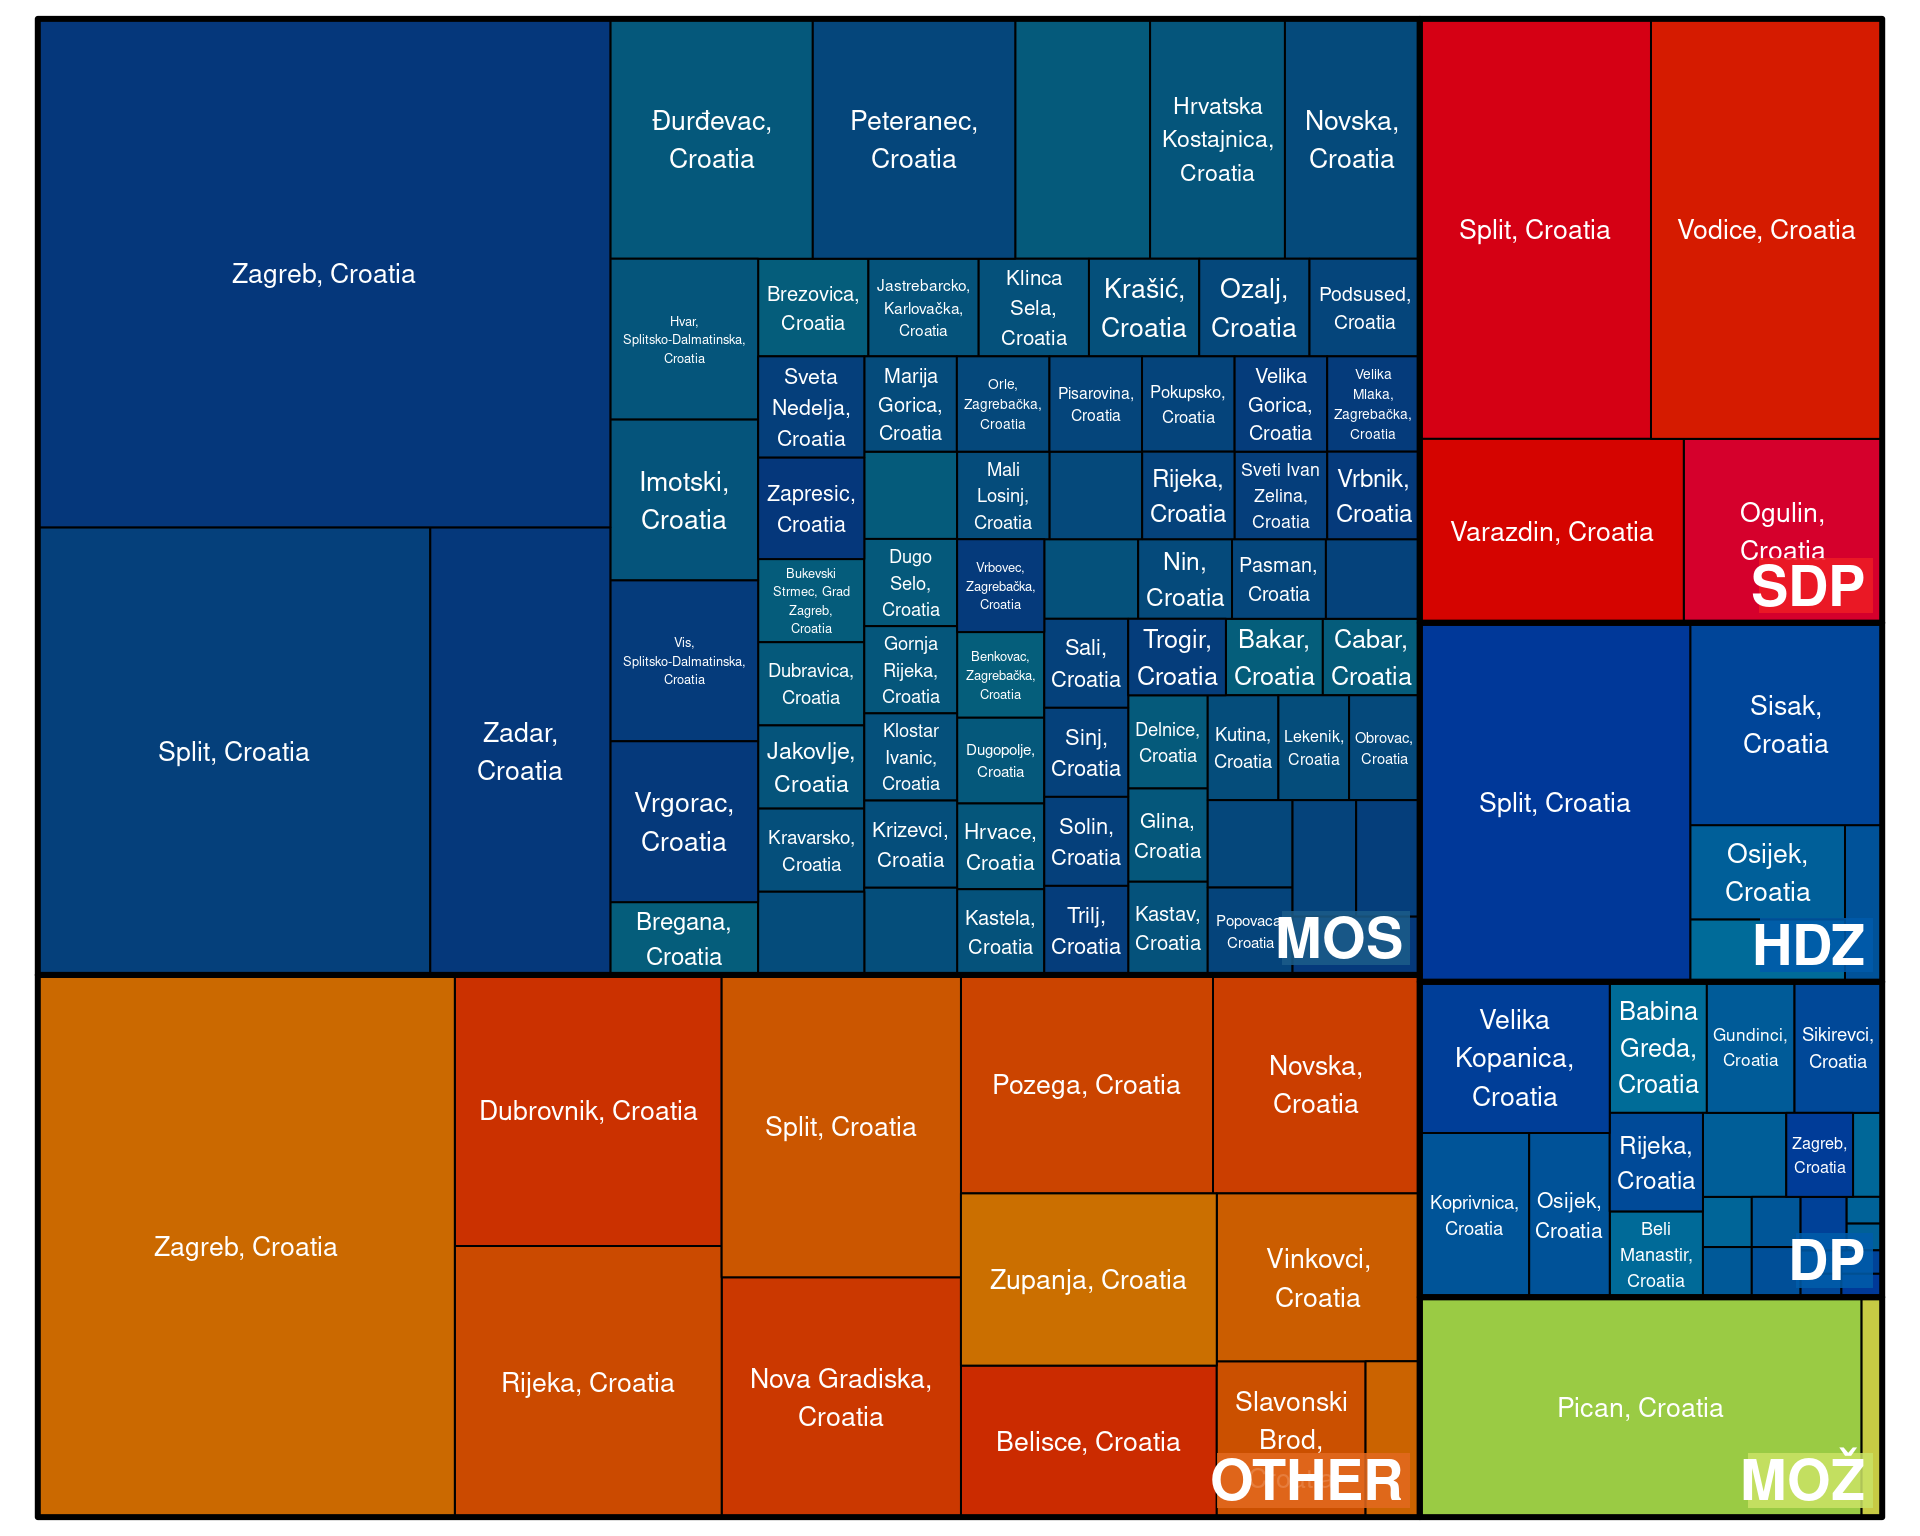 Zagreb, Croatia
Split, Croatia
Zadar,
Croatia
Đurđevac,
Croatia
Peteranec,
Croatia
Hrvatska
Kostajnica,
Croatia
Novska,
Croatia
Hvar,
Splitsko-Dalmatinska,
Croatia
Imotski,
Croatia
Vis,
Splitsko-Dalmatinska,
Croatia
Vrgorac,
Croatia
Bregana,
Croatia
Brezovica,
Croatia
Jastrebarcko,
Karlovačka,
Croatia
Klinca
Sela,
Croatia
Krašić,
Croatia
Ozalj,
Croatia
Podsused,
Croatia
Sveta
Nedelja,
Croatia
Zapresic,
Croatia
Bukevski
Strmec, Grad
Zagreb,
Croatia
Dubravica,
Croatia
Jakovlje,
Croatia
Kravarsko,
Croatia
Marija
Gorica,
Croatia
Orle,
Zagrebačka,
Croatia
Pisarovina,
Croatia
Pokupsko,
Croatia
Velika
Gorica,
Croatia
Velika
Mlaka,
Zagrebačka,
Croatia
Mali
Losinj,
Croatia
Rijeka,
Croatia
Sveti Ivan
Zelina,
Croatia
Vrbnik,
Croatia
Dugo
Selo,
Croatia
Gornja
Rijeka,
Croatia
Klostar
Ivanic,
Croatia
Krizevci,
Croatia
Vrbovec,
Zagrebačka,
Croatia
Benkovac,
Zagrebačka,
Croatia
Dugopolje,
Croatia
Hrvace,
Croatia
Kastela,
Croatia
Nin,
Croatia
Pasman,
Croatia
Sali,
Croatia
Sinj,
Croatia
Solin,
Croatia
Trilj,
Croatia
Trogir,
Croatia
Bakar,
Croatia
Cabar,
Croatia
Delnice,
Croatia
Glina,
Croatia
Kastav,
Croatia
Kutina,
Croatia
Lekenik,
Croatia
Obrovac,
Croatia
Popovaca,
Croatia
MOS
Zagreb, Croatia
Dubrovnik, Croatia
Rijeka, Croatia
Split, Croatia
Nova Gradiska,
Croatia
Pozega, Croatia
Novska,
Croatia
Zupanja, Croatia
Vinkovci,
Croatia
Belisce, Croatia
Slavonski
Brod,
Croatia
OTHER
Split, Croatia
Vodice, Croatia
Varazdin, Croatia
Ogulin,
Croatia
SDP
Split, Croatia
Sisak,
Croatia
Osijek,
Croatia
HDZ
Velika
Kopanica,
Croatia
Koprivnica,
Croatia
Osijek,
Croatia
Babina
Greda,
Croatia
Gundinci,
Croatia
Sikirevci,
Croatia
Rijeka,
Croatia
Zagreb,
Croatia
Beli
Manastir,
Croatia
DP
Pican, Croatia
MOŽ